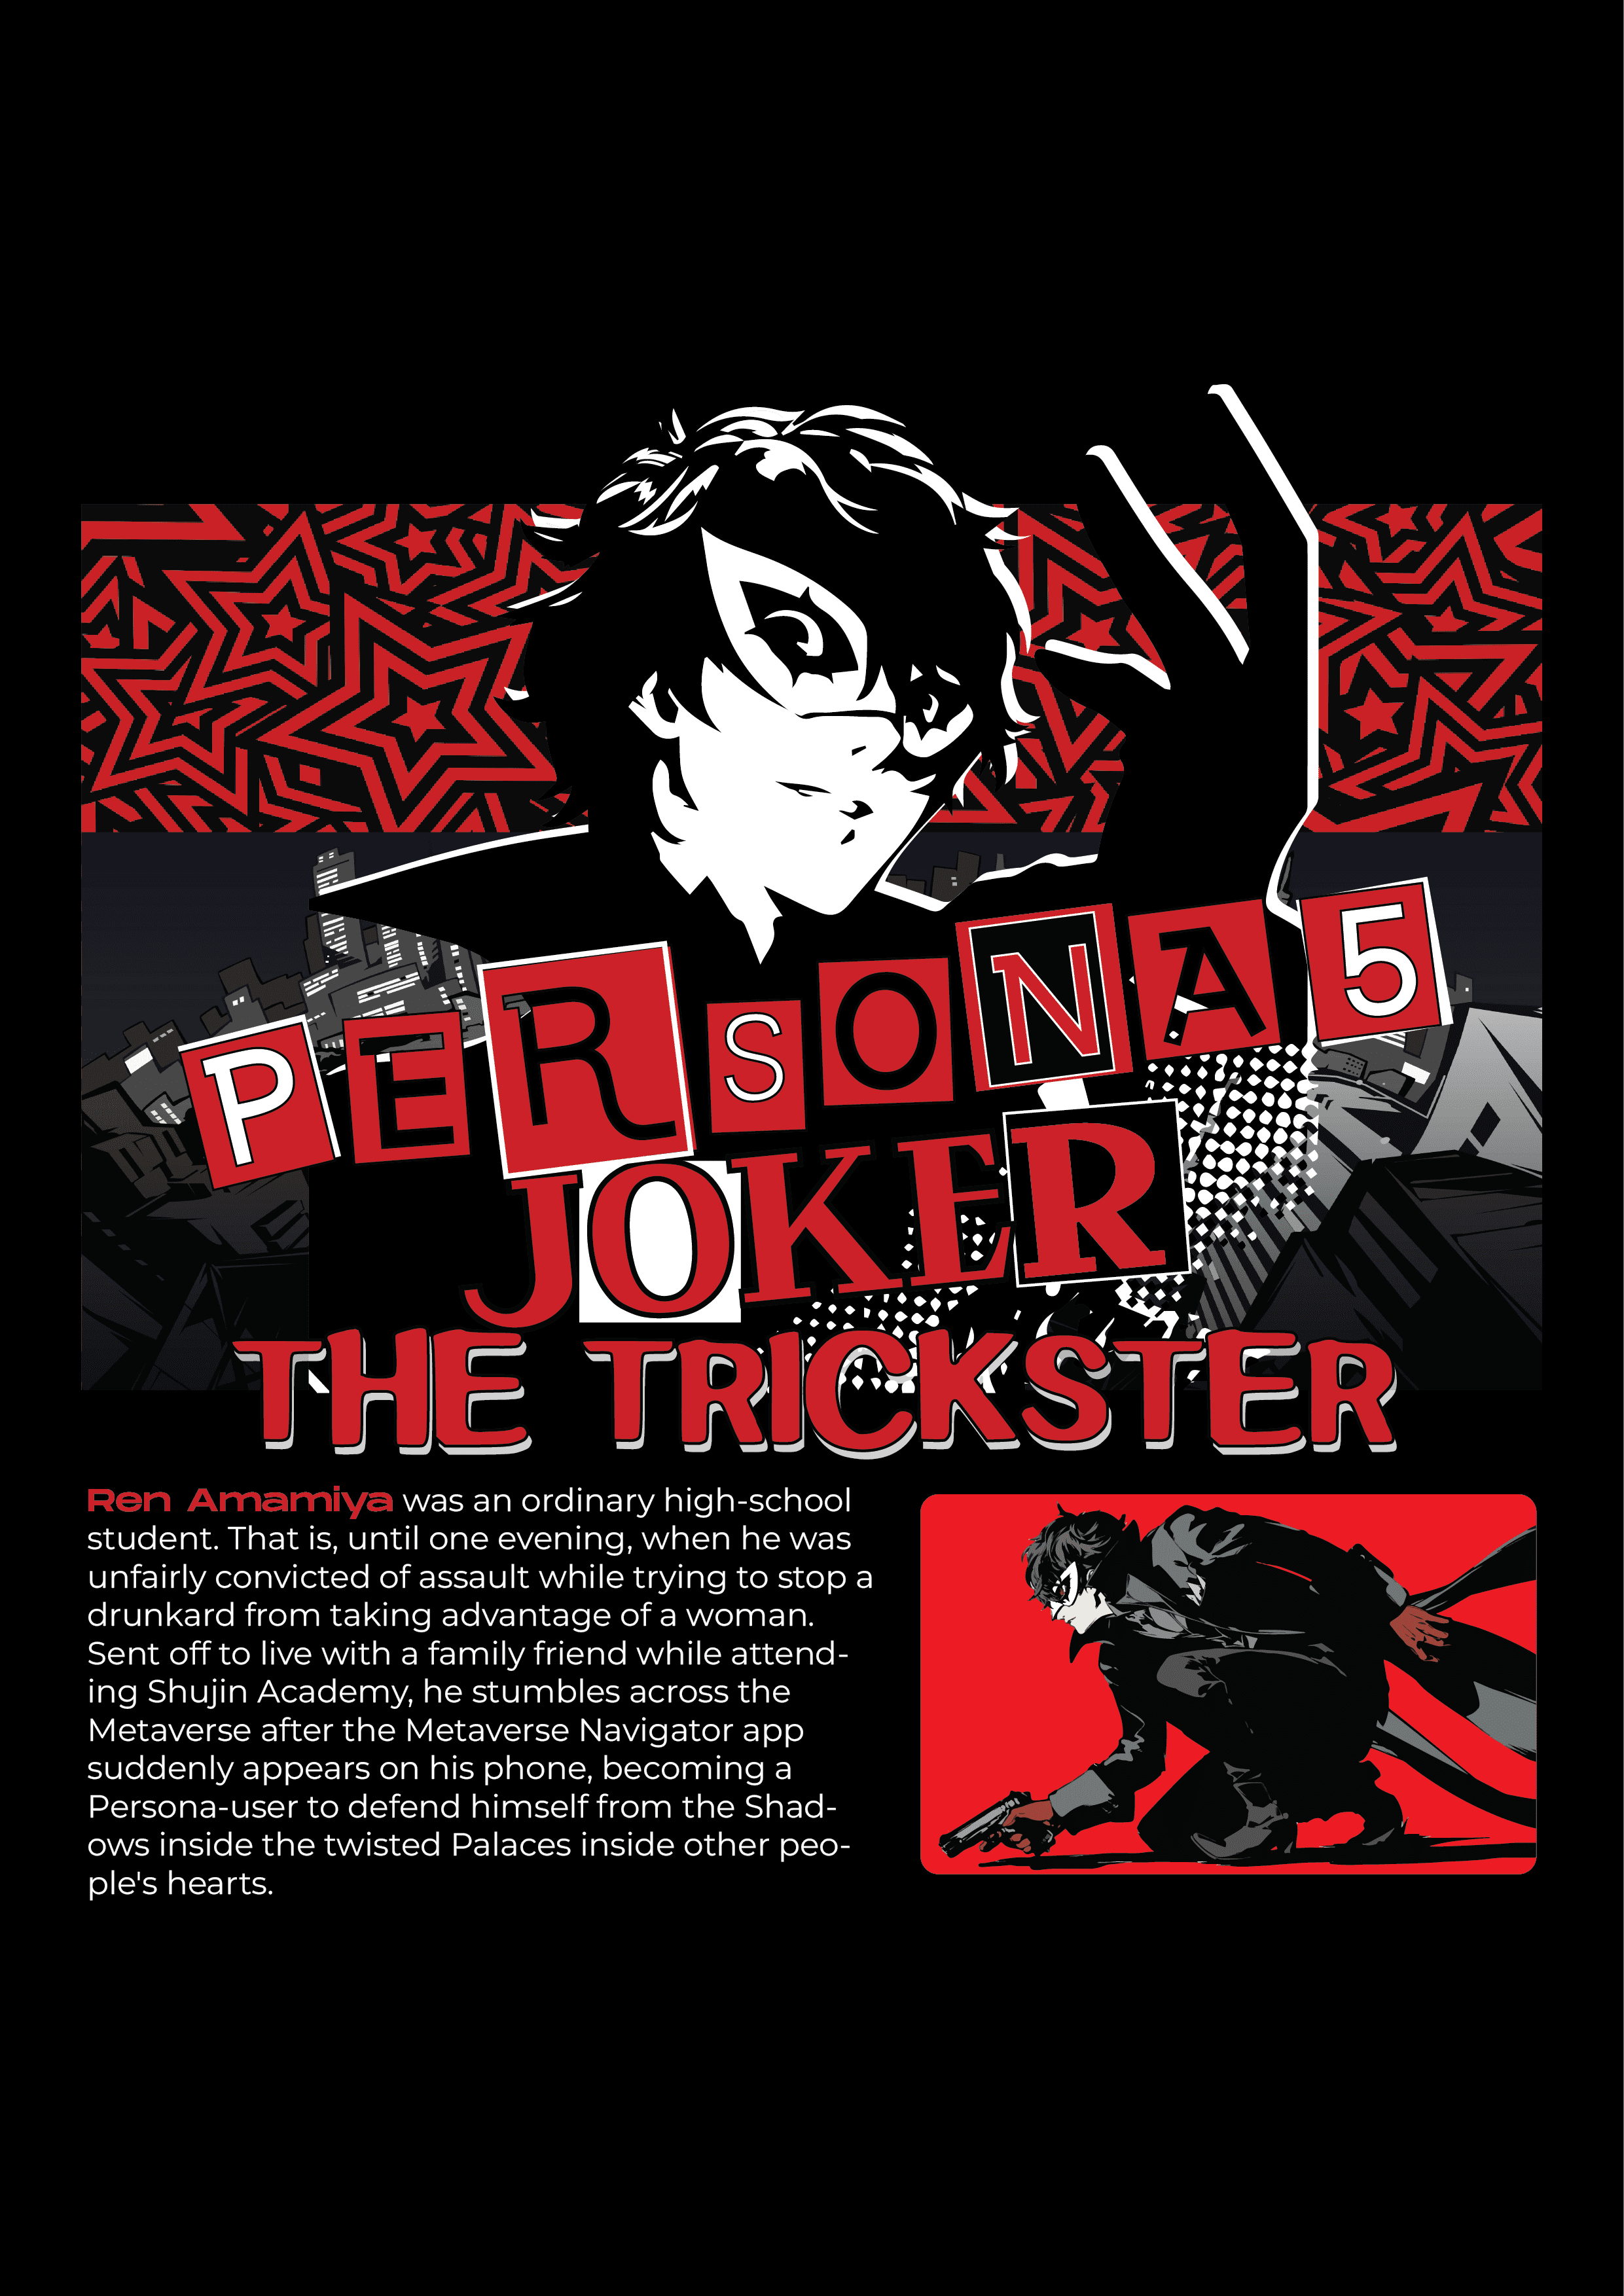 PERSONA5
JOKER
THE TRICKSTER
Ren Amamiya was an ordinary high-school
student. That is, until one evening, when he was
unfairly convicted of assault while trying to stop a
drunkard from taking advantage of a woman.
Sent off to live with a family friend while attend-
ing Shujin Academy, he stumbles across the
Metaverse after the Metaverse Navigator app
suddenly appears on his phone, becoming a
Persona-user to defend himself from the Shad-
ows inside the twisted Palaces inside other peo-
ple's hearts.